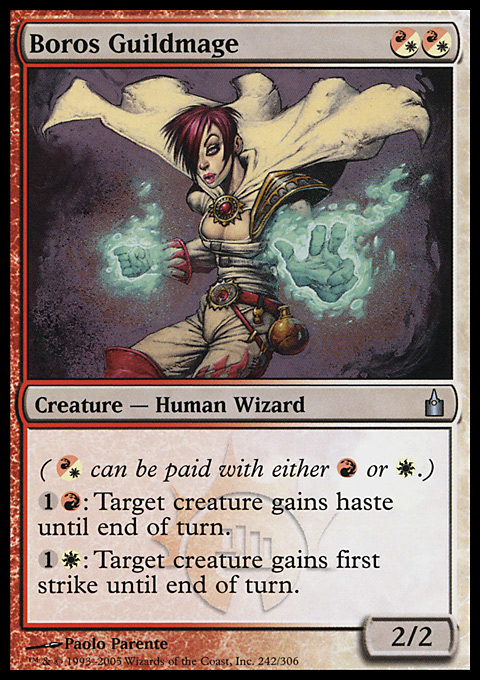 Boros Guildmage
Creature — Human Wizard
( can be paid with either or .)
1 : Target creature gains haste
until end of turn.
1 : Target creature gains first
strike until end of turn.
Paolo Parente
2/2
™ & © 1993–2005 Wizards of the Coast, Inc. 242/306